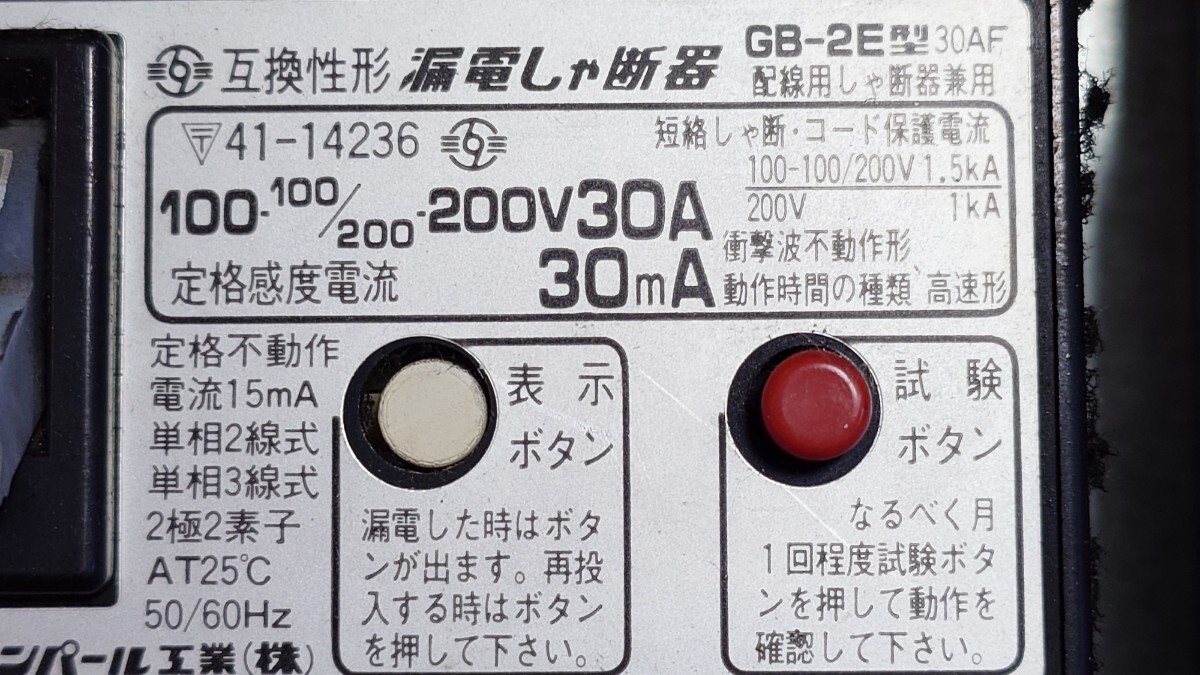 互換性形 漏電しゃ断器 GB-2E型 30AF
配線用しゃ断器兼用
〒41-14236
短絡しゃ断・コード保護電流
100-100/200V 1.5kA
200V 1kA
100-100/200-200V30A
衝撃波不動作形
定格感度電流 30mA
動作時間の種類 高速形
定格不動作
電流15mA
単相2線式
単相3線式
2極2素子
AT25℃
50/60Hz
ンパール工業(株)
表示
ボタン
漏電した時はボタ
ンが出ます。再投
入する時はボタン
を押して下さい。
試験
ボタン
なるべく月
1回程度試験ボタ
ンを押して動作を
確認して下さい。